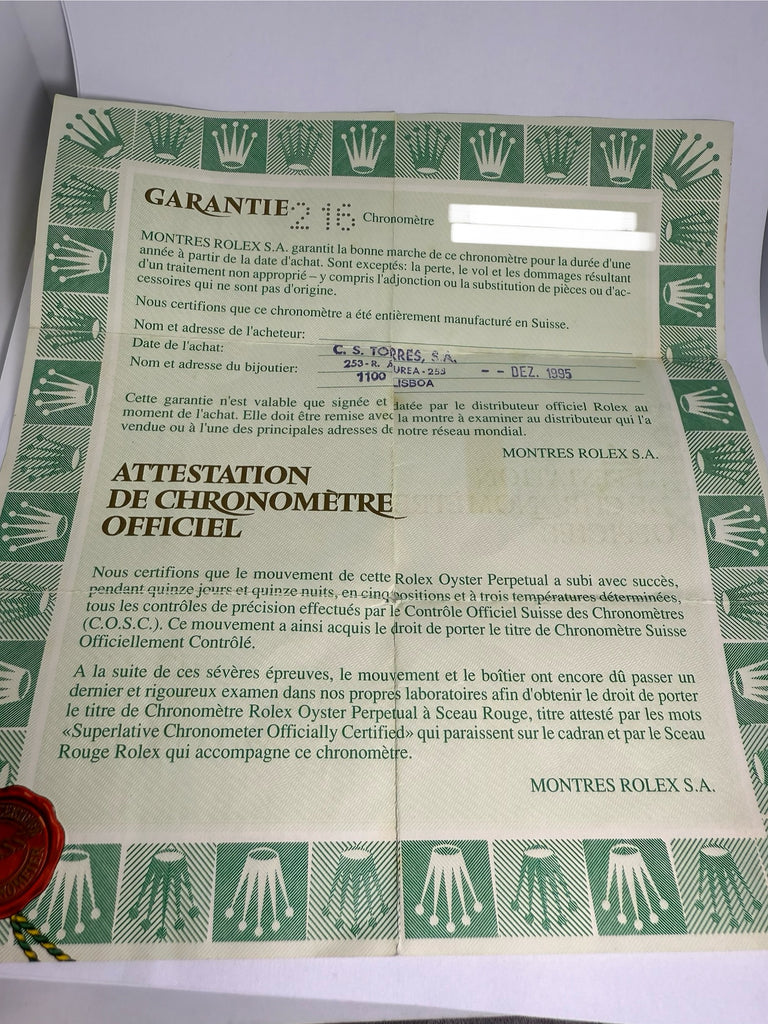 GARANTIE 216 Chronomètre
MONTRES ROLEX S.A. garantit la bonne marche de ce chronomètre pour la durée d'une
année à partir de la date d'achat. Sont exceptés: la perte, le vol et les dommages résultant
d'un traitement non approprié – y compris l'adjonction ou la substitution de pièces ou d'ac-
cessoires qui ne sont pas d'origine.
Nous certifions que ce chronomètre a été entièrement manufacturé en Suisse.
Nom et adresse de l'acheteur:
Date de l'achat:
Nom et adresse du bijoutier:
C. S. TORRES, S.A.
253-R. AUREA-253
1100 LISBOA
-- DEZ. 1995
Cette garantie n'est valable que signée et datée par le distributeur officiel Rolex au
moment de l'achat. Elle doit être remise avec la montre à examiner au distributeur qui l'a
vendue ou à l'une des principales adresses de notre réseau mondial.
MONTRES ROLEX S.A.
ATTESTATION
DE CHRONOMÈTRE
OFFICIEL
Nous certifions que le mouvement de cette Rolex Oyster Perpetual a subi avec succès,
pendant quinze jours et quinze nuits, en cinq positions et à trois températures déterminées,
tous les contrôles de précision effectués par le Contrôle Officiel Suisse des Chronomètres
(C.O.S.C.). Ce mouvement a ainsi acquis le droit de porter le titre de Chronomètre Suisse
Officiellement Contrôlé.
A la suite de ces sévères épreuves, le mouvement et le boîtier ont encore dû passer un
dernier et rigoureux examen dans nos propres laboratoires afin d'obtenir le droit de porter
le titre de Chronomètre Rolex Oyster Perpetual à Sceau Rouge, titre attesté par les mots
«Superlative Chronometer Officially Certified» qui paraissent sur le cadran et par le Sceau
Rouge Rolex qui accompagne ce chronomètre.
MONTRES ROLEX S.A.